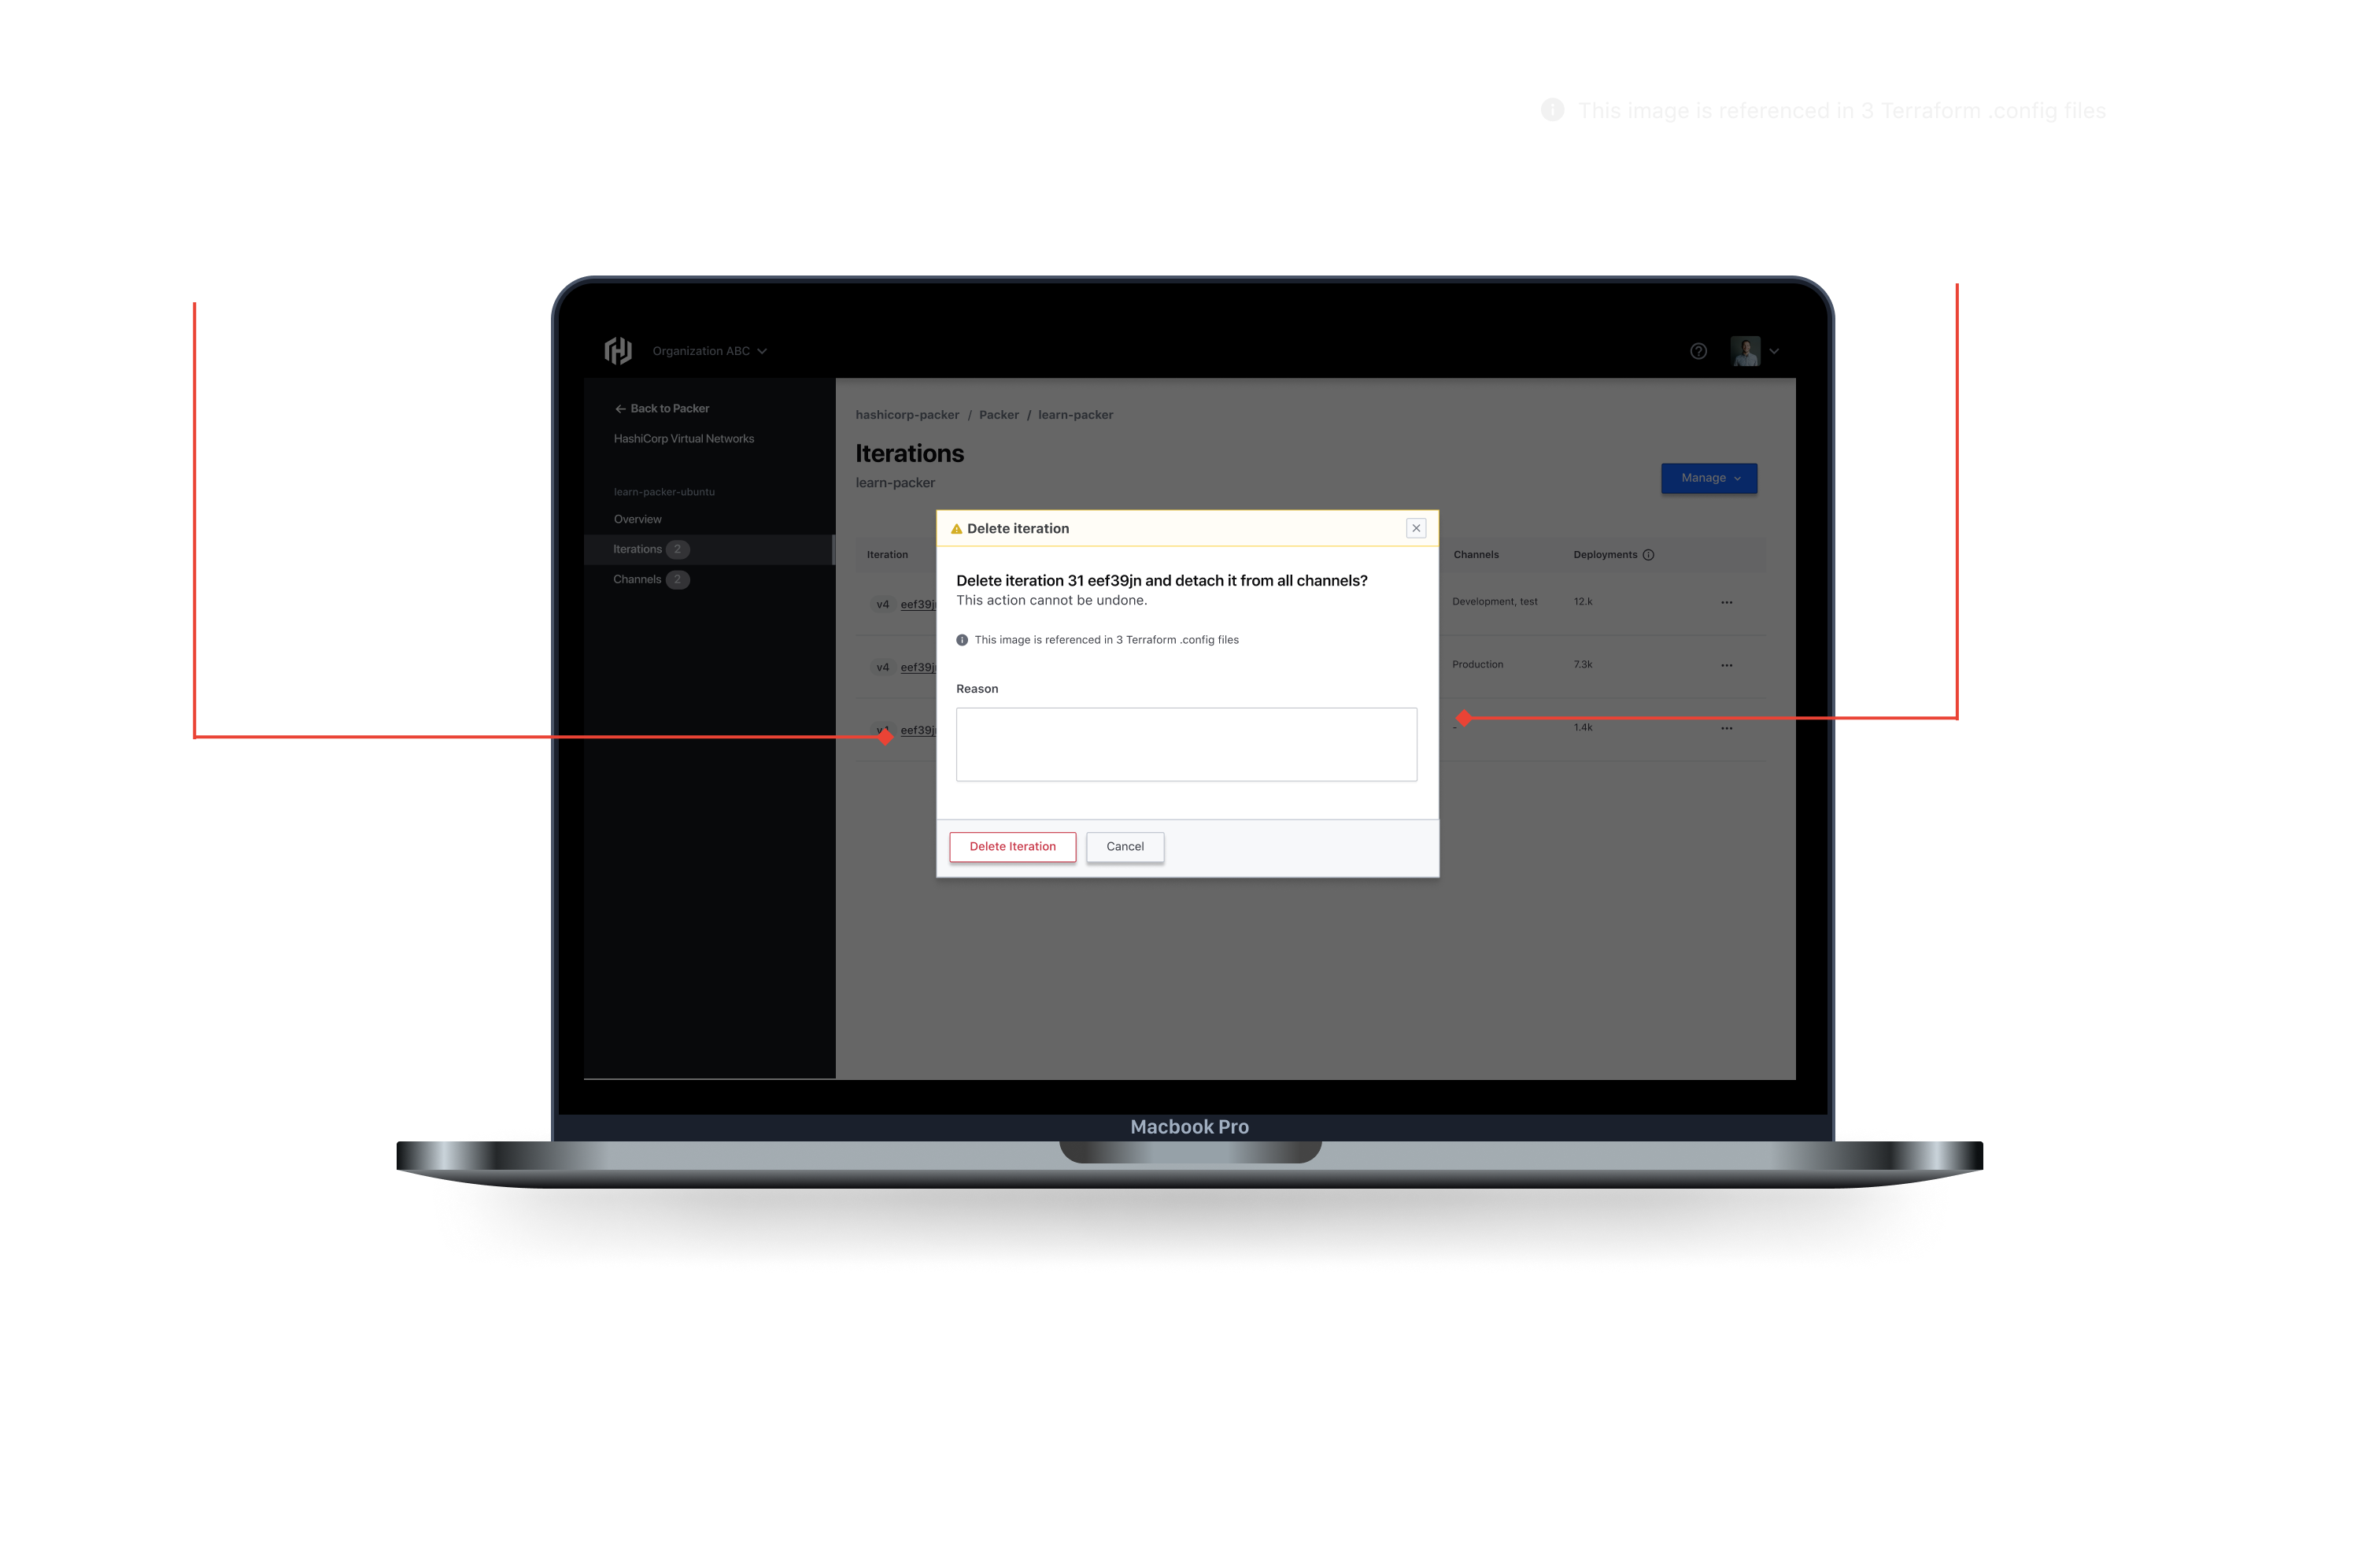 This image is referenced in 3 Terraform .config files
Organization ABC
Back to Packer
HashiCorp Virtual Networks
learn-packer-ubuntu
Overview
Iterations 2
Channels 2
hashicorp-packer / Packer / learn-packer
Iterations
learn-packer
Manage
Iteration
Channels
Deployments
v4
Development, test
12.k
v4
Production
7.3k
-
1.4k
Delete iteration
Delete iteration 31 eef39jn and detach it from all channels?
This action cannot be undone.
This image is referenced in 3 Terraform .config files
Reason
Delete Iteration
Cancel
Macbook Pro